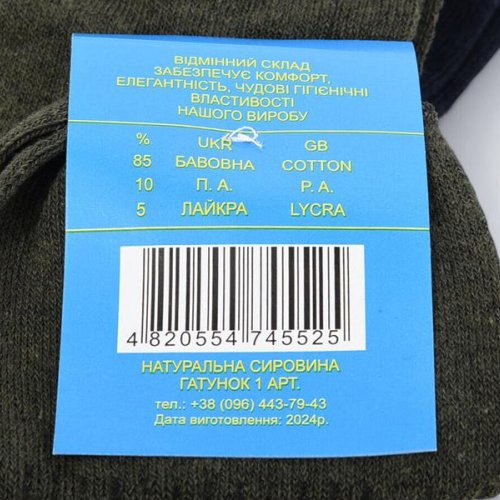 ВІДМІННИЙ СКЛАД
ЗАБЕЗПЕЧУЄ КОМФОРТ,
ЕЛЕГАНТНІСТЬ, ЧУДОВІ ГІГІЄНІЧНІ
ВЛАСТИВОСТІ
НАШОГО ВИРОБУ
% UKR GB
85 БАВОВНА COTTON
10 П. А. P. A.
5 ЛАЙКРА LYCRA
4 820554 745525
НАТУРАЛЬНА СИРОВИНА
ГАТУНОК 1 АРТ.
тел.: +38 (096) 443-79-43
Дата виготовлення: 2024р.